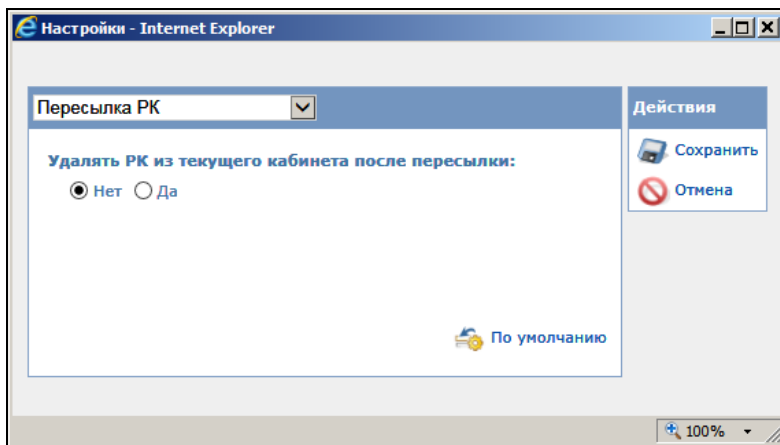 Настройки - Internet Explorer
Пересылка РК
Удалять РК из текущего кабинета после пересылки:
Нет Да
По умолчанию
Действия
Сохранить
Отмена
100%